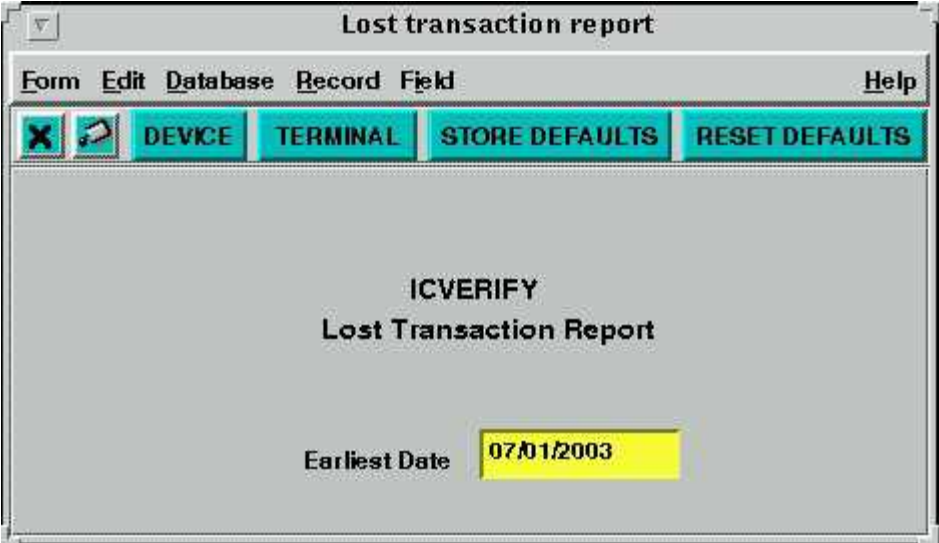 Lost transaction report
Form Edit Database Record Field Help
DEVICE TERMINAL STORE DEFAULTS RESET DEFAULTS
ICVERIFY
Lost Transaction Report
Earliest Date 07/01/2003